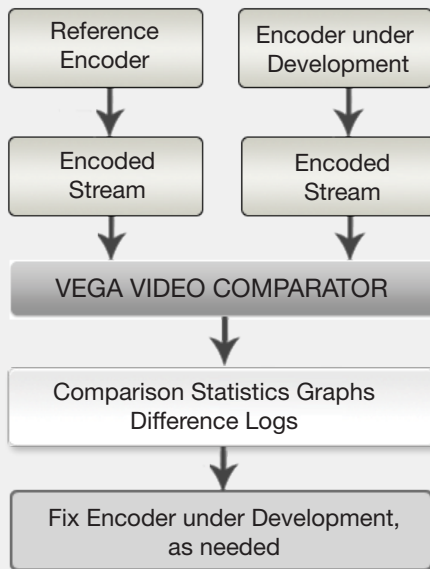 Reference
Encoder
Encoder under
Development
Encoded
Stream
Encoded
Stream
VEGA VIDEO COMPARATOR
Comparison Statistics Graphs
Difference Logs
Fix Encoder under Development,
as needed